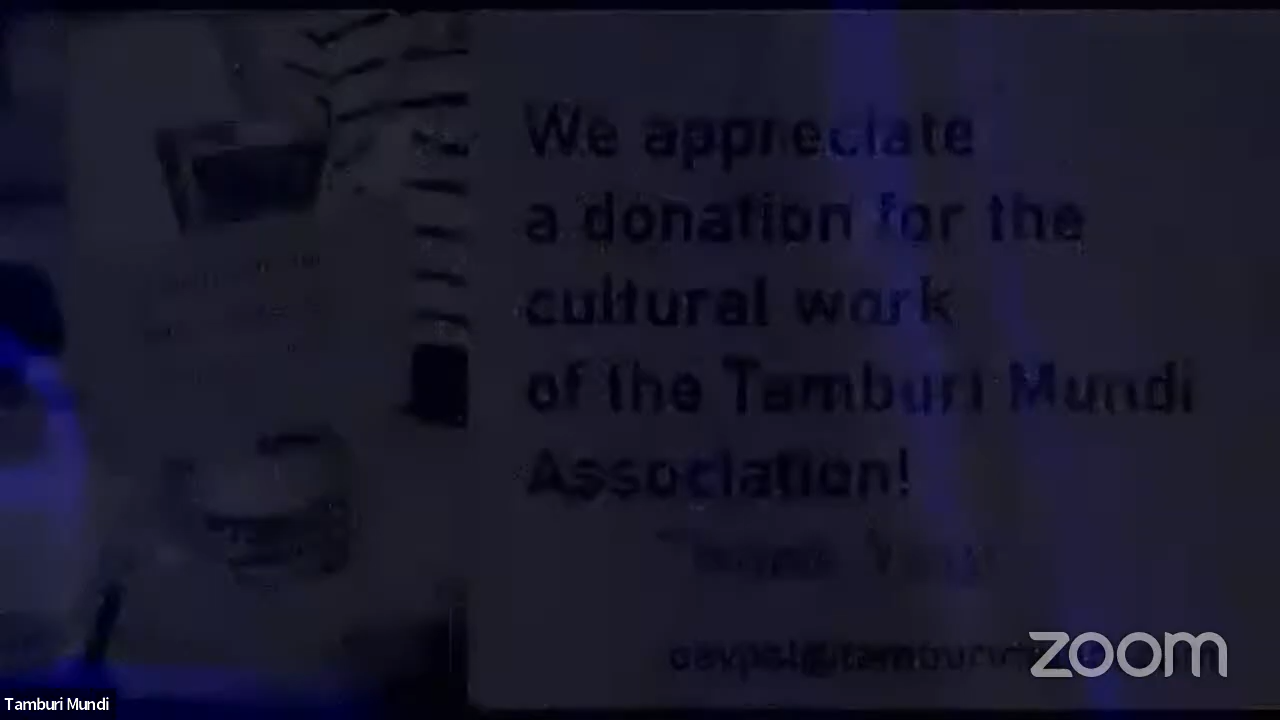 We appreciate
a donation for the
cultural work
of the Tamburi Mundi
Association!
zoom
Tamburi Mundi